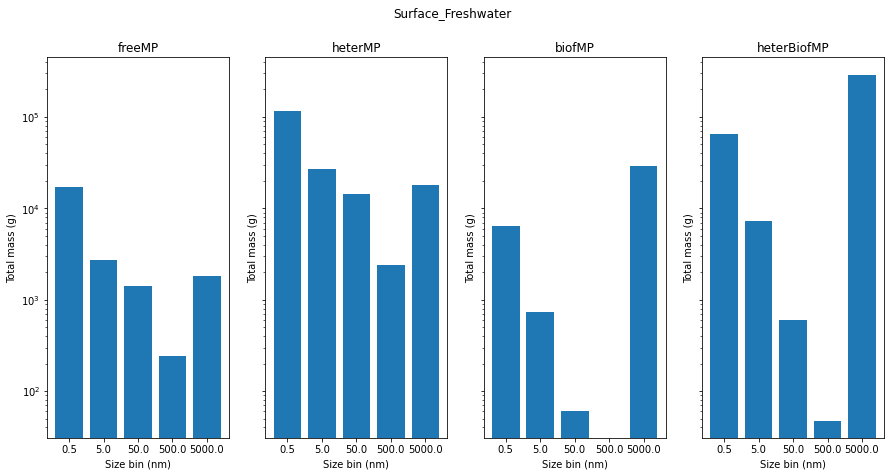 Surface_Freshwater
freeMP
heterMP
biofMP
heterBiofMP
Total mass (g)
10^5
10^4
10^3
10^2
0.5 5.0 50.0 500.0 5000.0
Size bin (nm)
Total mass (g)
0.5 5.0 50.0 500.0 5000.0
Size bin (nm)
Total mass (g)
0.5 5.0 50.0 500.0 5000.0
Size bin (nm)
Total mass (g)
0.5 5.0 50.0 500.0 5000.0
Size bin (nm)